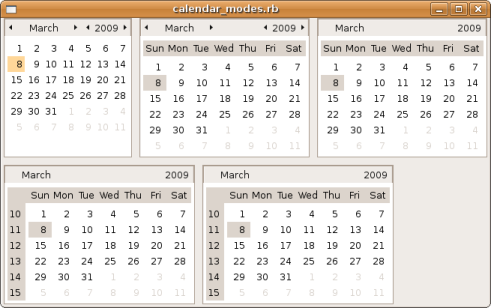 calendar_modes.rb
March 2009
1 2 3 4 5 6 7
8 9 10 11 12 13 14
15 16 17 18 19 20 21
22 23 24 25 26 27 28
29 30 31 1 2 3 4
5 6 7 8 9 10 11
March 2009
Sun Mon Tue Wed Thu Fri Sat
1 2 3 4 5 6 7
8 9 10 11 12 13 14
15 16 17 18 19 20 21
22 23 24 25 26 27 28
29 30 31 1 2 3 4
5 6 7 8 9 10 11
March 2009
Sun Mon Tue Wed Thu Fri Sat
1 2 3 4 5 6 7
8 9 10 11 12 13 14
15 16 17 18 19 20 21
22 23 24 25 26 27 28
29 30 31 1 2 3 4
5 6 7 8 9 10 11
March 2009
Sun Mon Tue Wed Thu Fri Sat
10 1 2 3 4 5 6 7
11 8 9 10 11 12 13 14
12 15 16 17 18 19 20 21
13 22 23 24 25 26 27 28
14 29 30 31 1 2 3 4
15 5 6 7 8 9 10 11
March 2009
Sun Mon Tue Wed Thu Fri Sat
10 1 2 3 4 5 6 7
11 8 9 10 11 12 13 14
12 15 16 17 18 19 20 21
13 22 23 24 25 26 27 28
14 29 30 31 1 2 3 4
15 5 6 7 8 9 10 11